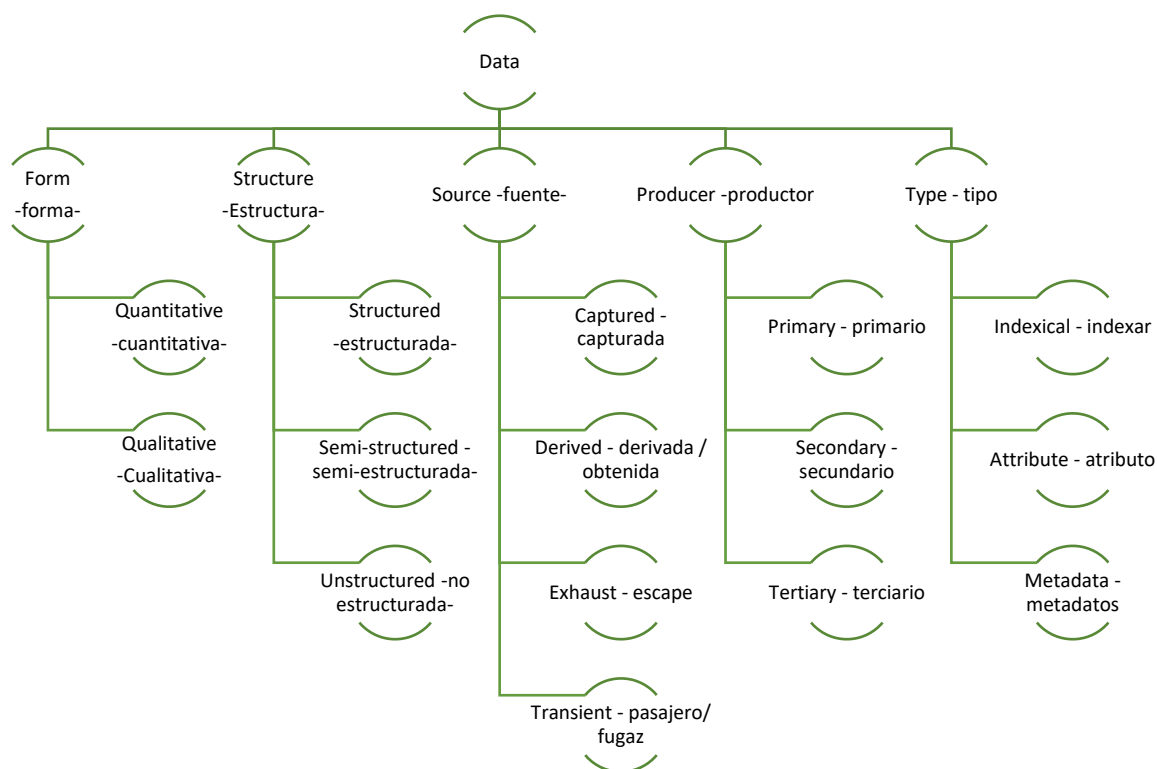 Data
Form
-forma-
Structure
-Estructura-
Source -fuente-
Producer -productor
Type - tipo
Quantitative
-cuantitativa-
Qualitative
-Cualitativa-
Structured
-estructurada-
Semi-structured -
semi-estructurada-
Unstructured -no
estructurada-
Captured -
capturada
Derived - derivada /
obtenida
Exhaust - escape
Transient - pasajero/
fugaz
Primary - primario
Secondary -
secundario
Tertiary - terciario
Indexical - indexar
Attribute - atributo
Metadata -
metadatos